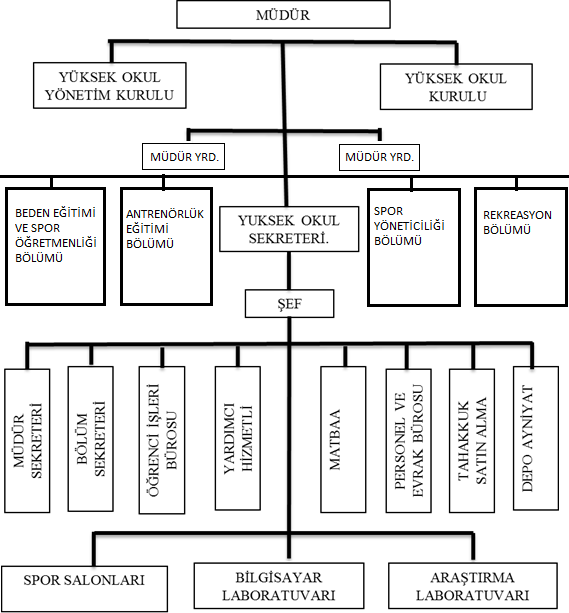 MÜDÜR
YÜKSEK OKUL
YÖNETİM KURULU
YÜKSEK OKUL
KURULU
MÜDÜR YRD.
MÜDÜR YRD.
BEDEN EĞİTİMİ
VE SPOR
ÖĞRETMENLİĞİ
BÖLÜMÜ
ANTRENÖRLÜK
EĞİTİMİ
BÖLÜMÜ
YUKSEK OKUL
SEKRETERİ.
SPOR
YÖNETİCİLİĞİ
BÖLÜMÜ
REKREASYON
BÖLÜMÜ
ŞEF
MÜDÜR
SEKRETERİ
BÖLÜM
SEKRETERİ
ÖĞRENCİ İŞLERİ
BÜROSU
YARDIMCI
HİZMETLİ
MATBAA
PERSONEL VE
EVRAK BÜROSU
TAHAKKUK
SATIN ALMA
DEPO AYNİYAT
SPOR SALONLARI
BİLGİSAYAR
LABORATUVARI
ARAŞTIRMA
LABORATUVARI